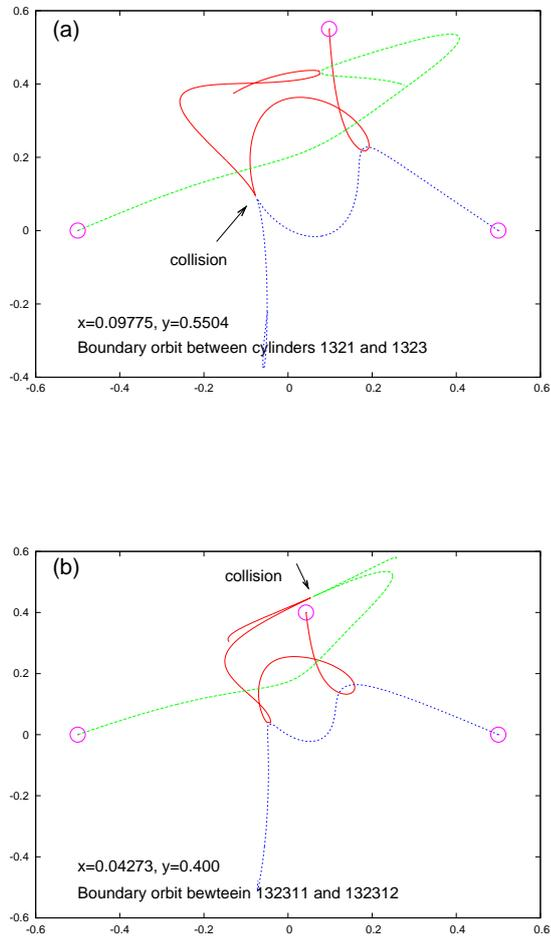 0.6
(a)
0.4
0.2
0
collision
-0.2
x=0.09775, y=0.5504
Boundary orbit between cylinders 1321 and 1323
-0.4
-0.6 -0.4 -0.2 0 0.2 0.4 0.6
0.6
(b)
collision
0.4
0.2
0
-0.2
-0.4
x=0.04273, y=0.400
Boundary orbit bewteein 132311 and 132312
-0.6
-0.6 -0.4 -0.2 0 0.2 0.4 0.6